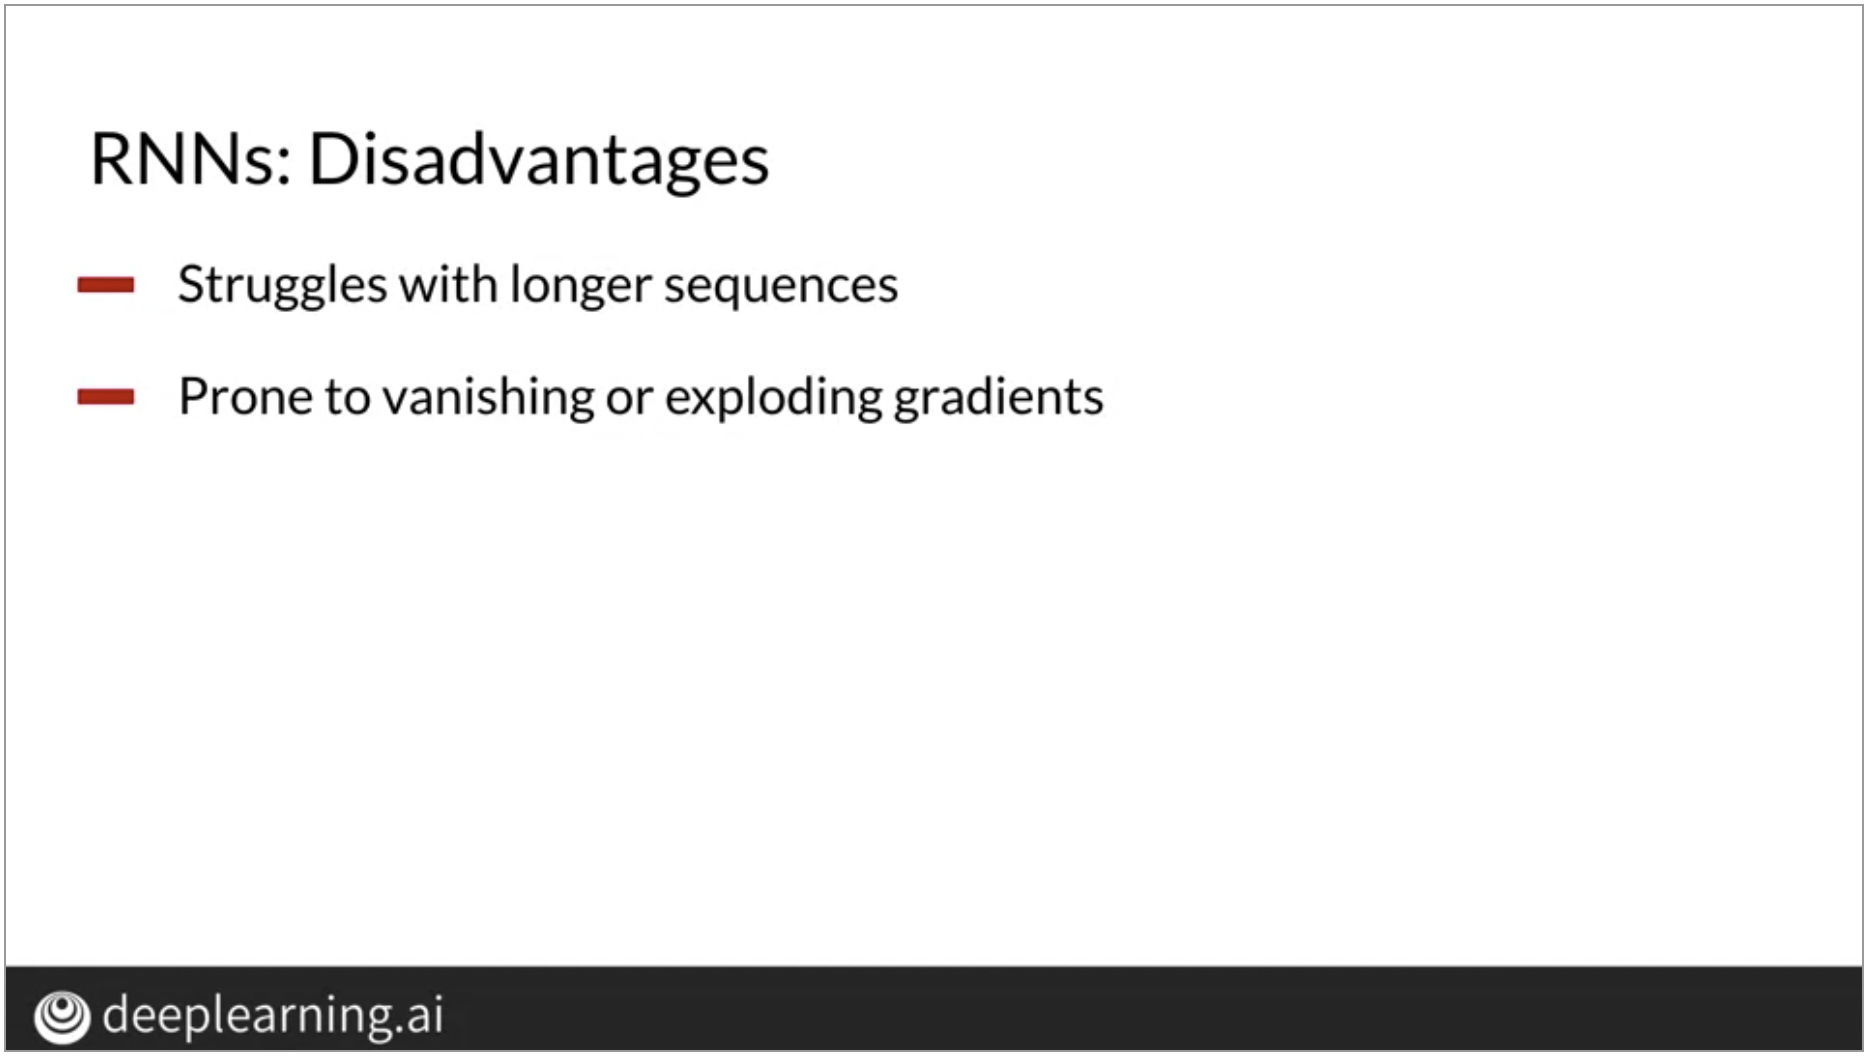 RNNs: Disadvantages
Struggles with longer sequences
Prone to vanishing or exploding gradients
deeplearning.ai